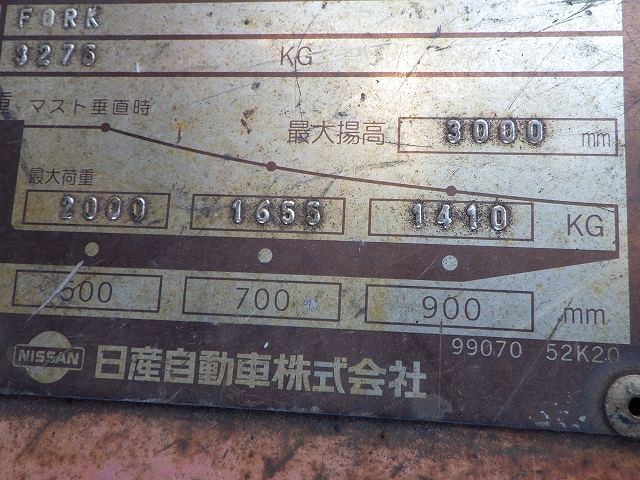 FORK
3275 KG
マスト垂直時
最大揚高 3000 mm
最大荷重
2000 1655 1410 KG
500 700 900 mm
99070 52K20
NISSAN 日産自動車株式会社